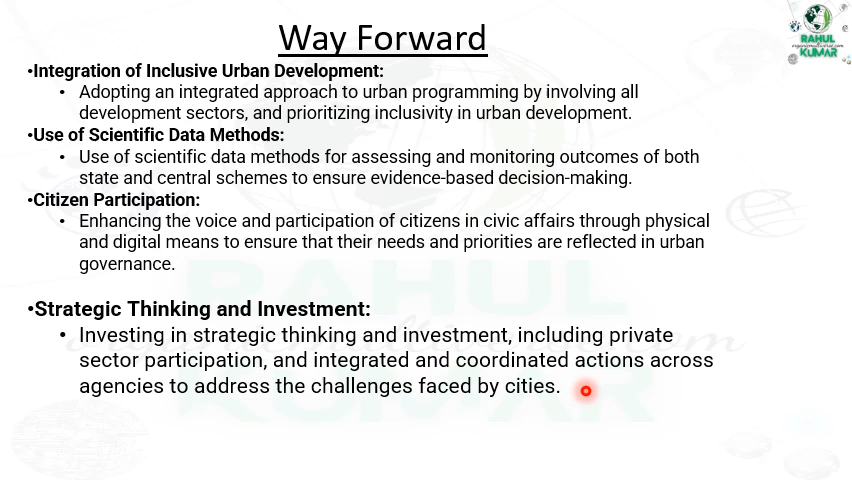 Way Forward
RAHUL
KUMAR
•Integration of Inclusive Urban Development:
• Adopting an integrated approach to urban programming by involving all
development sectors, and prioritizing inclusivity in urban development.
•Use of Scientific Data Methods:
• Use of scientific data methods for assessing and monitoring outcomes of both
state and central schemes to ensure evidence-based decision-making.
•Citizen Participation:
• Enhancing the voice and participation of citizens in civic affairs through physical
and digital means to ensure that their needs and priorities are reflected in urban
governance.
•Strategic Thinking and Investment:
• Investing in strategic thinking and investment, including private
sector participation, and integrated and coordinated actions across
agencies to address the challenges faced by cities.
RAHUL
KUMAR